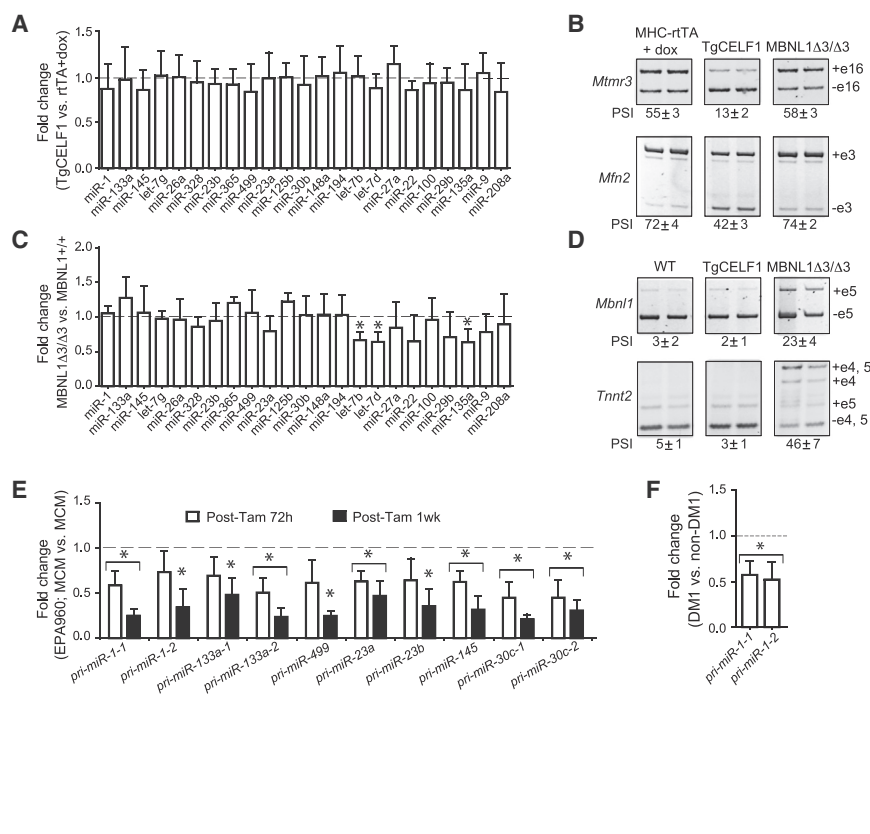 A
Fold change
(TgCELF1 vs. rtTA+dox)
1.5
1.0
0.5
0.0
miR-1
miR-133a
miR-145
let-7g
miR-26a
miR-328
miR-23b
miR-365
miR-499
miR-23a
miR-125b
miR-30b
miR-148a
miR-194
let-7b
let-7d
miR-27a
miR-22
miR-100
miR-29b
miR-135a
miR-9
miR-208a
B
MHC-rtTA
+ dox
TgCELF1
MBNL1Δ3/Δ3
Mtmr3
+e16
-e16
PSI
55±3
13±2
58±3
Mfn2
+e3
-e3
PSI
72±4
42±3
74±2
C
Fold change
MBNL1Δ3/Δ3 vs. MBNL1+/+
2.0
1.5
1.0
0.5
0.0
* * *
miR-1
miR-133a
miR-145
let-7g
miR-26a
miR-328
miR-23b
miR-365
miR-499
miR-23a
miR-125b
miR-30b
miR-148a
miR-194
let-7b
let-7d
miR-27a
miR-22
miR-100
miR-29b
miR-135a
miR-9
miR-208a
D
WT
TgCELF1
MBNL1Δ3/Δ3
Mbnl1
+e5
-e5
PSI
3±2
2±1
23±4
Tnnt2
+e4, 5
+e4
+e5
-e4, 5
PSI
5±1
3±1
46±7
E
Fold change
(EPA960; MCM vs. MCM)
1.5
1.0
0.5
0.0
Post-Tam 72h
Post-Tam 1wk
* * * * * * * * * *
pri-miR-1-1
pri-miR-1-2
pri-miR-133a-1
pri-miR-133a-2
pri-miR-499
pri-miR-23a
pri-miR-23b
pri-miR-145
pri-miR-30c-1
pri-miR-30c-2
F
Fold change
(DM1 vs. non-DM1)
1.5
1.0
0.5
0.0
*
pri-miR-1-1
pri-miR-1-2